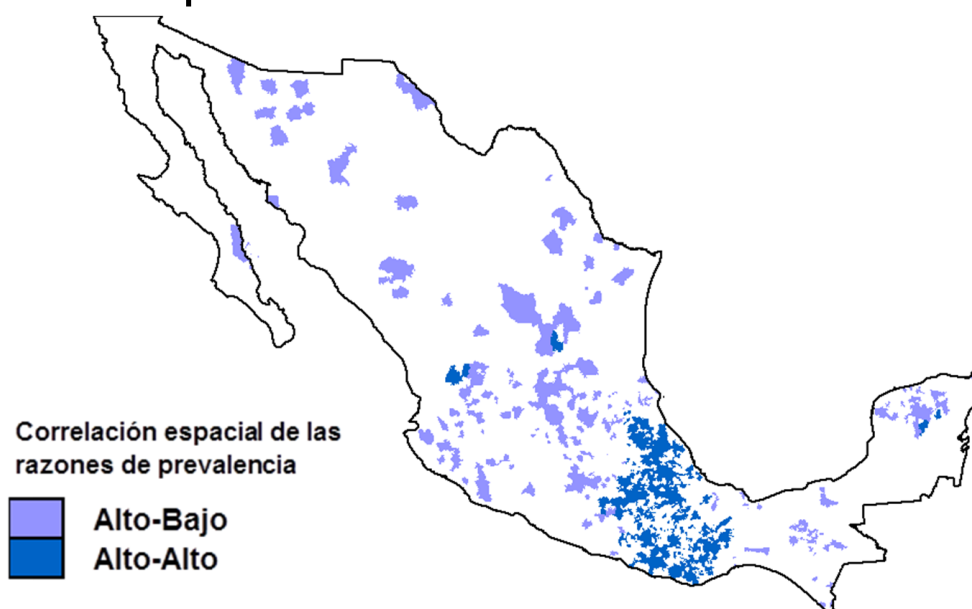 Correlación espacial de las
razones de prevalencia
Alto-Bajo
Alto-Alto